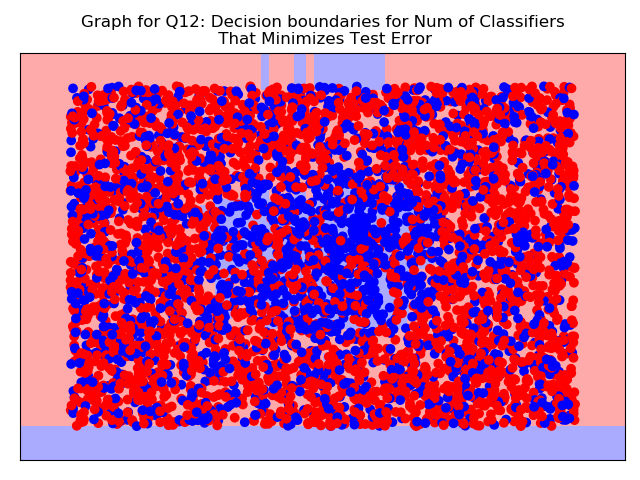 Graph for Q12: Decision boundaries for Num of Classifiers
That Minimizes Test Error